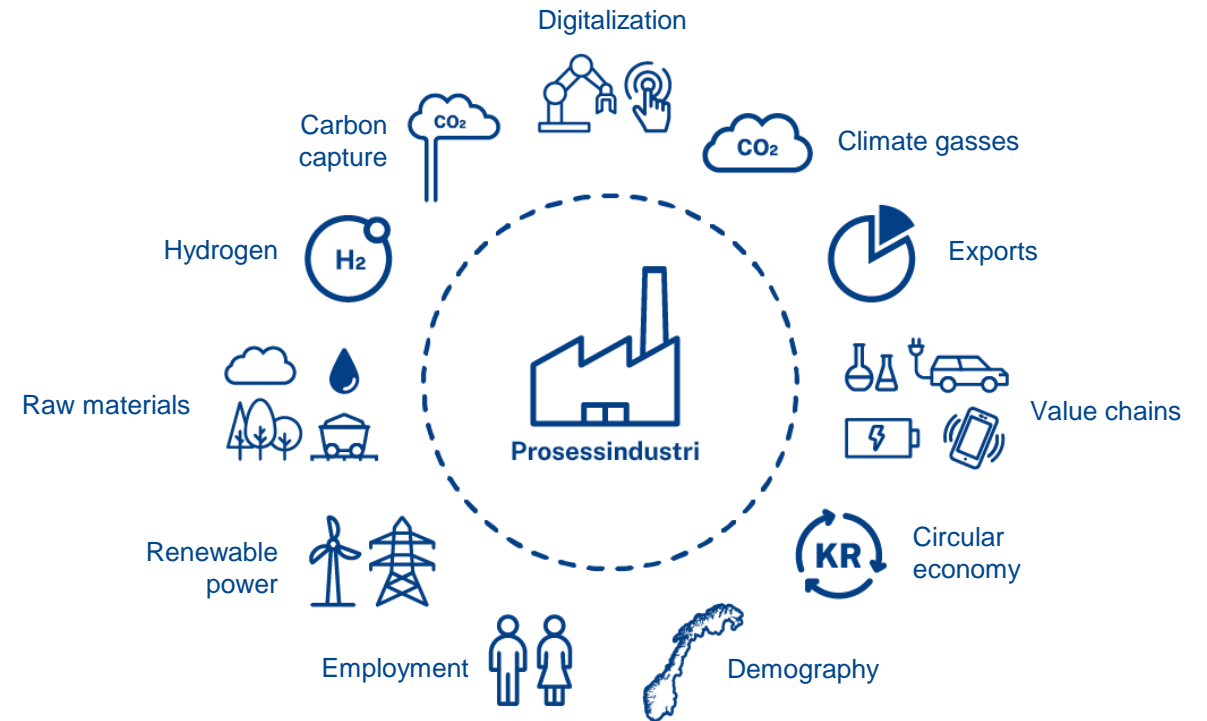 Digitalization
Carbon
capture
CO₂
CO₂
Climate gasses
Hydrogen
H₂
Exports
Raw materials
Prosessindustri
Value chains
Renewable
power
KR
Circular
economy
Employment
Demography